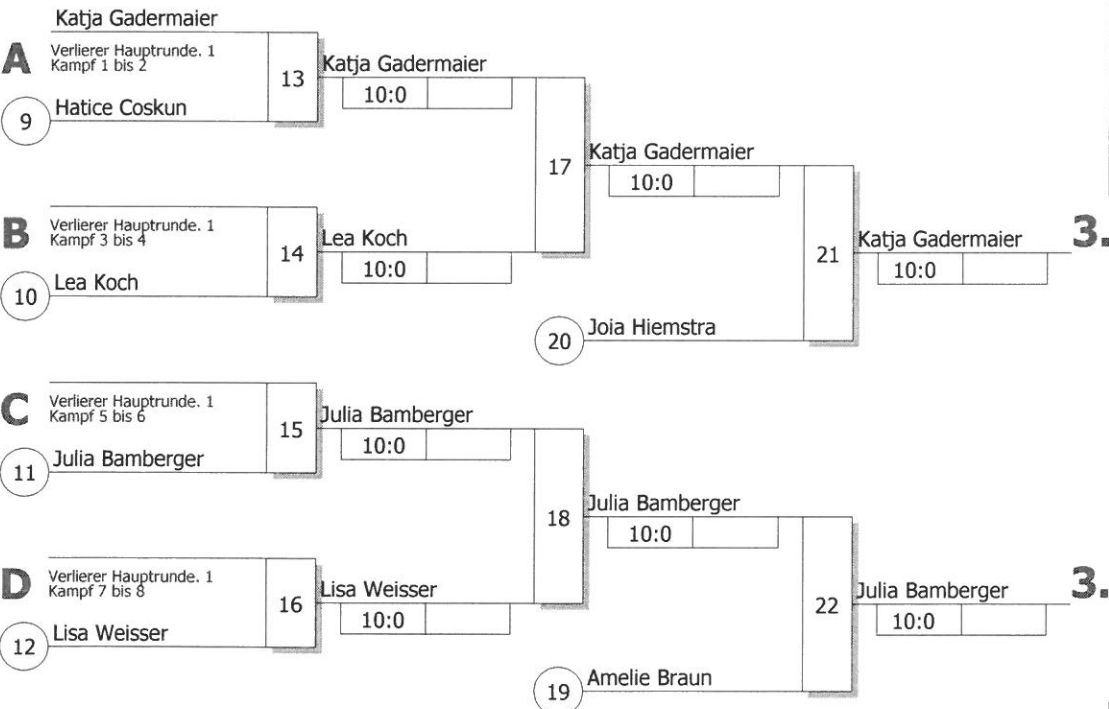 Katja Gadermaier
A
Verlierer Hauptrunde. 1
Kampf 1 bis 2
13
Katja Gadermaier
10:0
9
Hatice Coskun
17
Katja Gadermaier
10:0
B
Verlierer Hauptrunde. 1
Kampf 3 bis 4
14
Lea Koch
10:0
10
Lea Koch
21
Katja Gadermaier
10:0
3.
20
Joia Hiemstra
C
Verlierer Hauptrunde. 1
Kampf 5 bis 6
15
Julia Bamberger
10:0
11
Julia Bamberger
18
Julia Bamberger
10:0
D
Verlierer Hauptrunde. 1
Kampf 7 bis 8
16
Lisa Weisser
10:0
12
Lisa Weisser
22
Julia Bamberger
10:0
3.
19
Amelie Braun